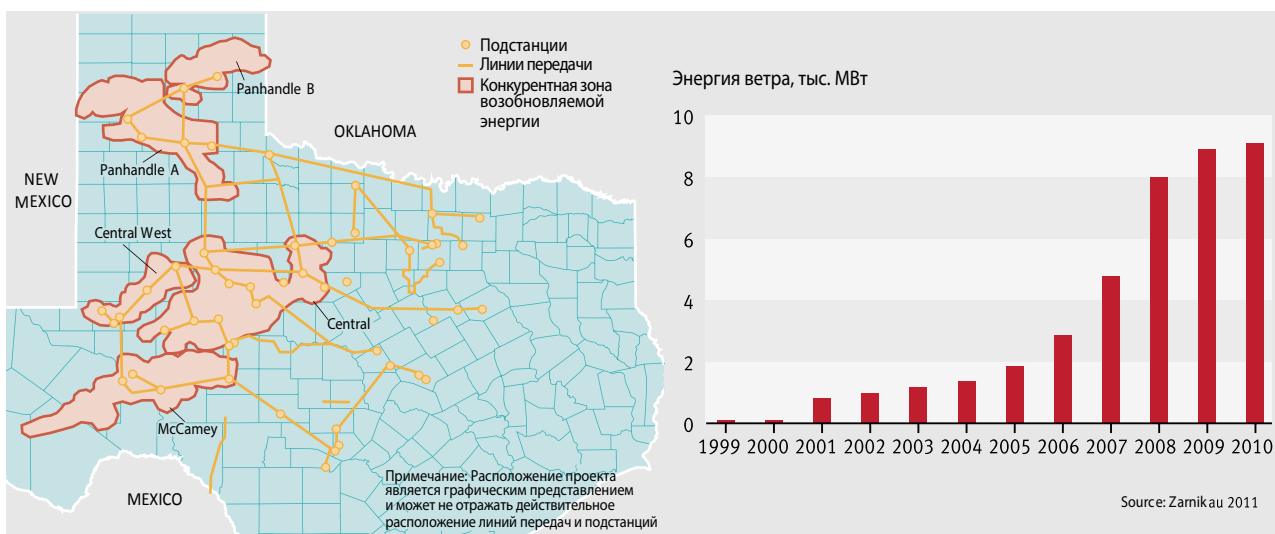 Подстанции
Линии передачи
Конкурентная зона
возобновляемой
энергии
Panhandle B
OKLAHOMA
Panhandle A
NEW
MEXICO
Central West
Central
McCamey
MEXICO
Примечание: Расположение проекта
является графическим представлением
и может не отражать действительное
расположение линий передач и подстанций
Энергия ветра, тыс. МВт
10
8
6
4
2
0
1999 2000 2001 2002 2003 2004 2005 2006 2007 2008 2009 2010
Source: Zarnikau 2011